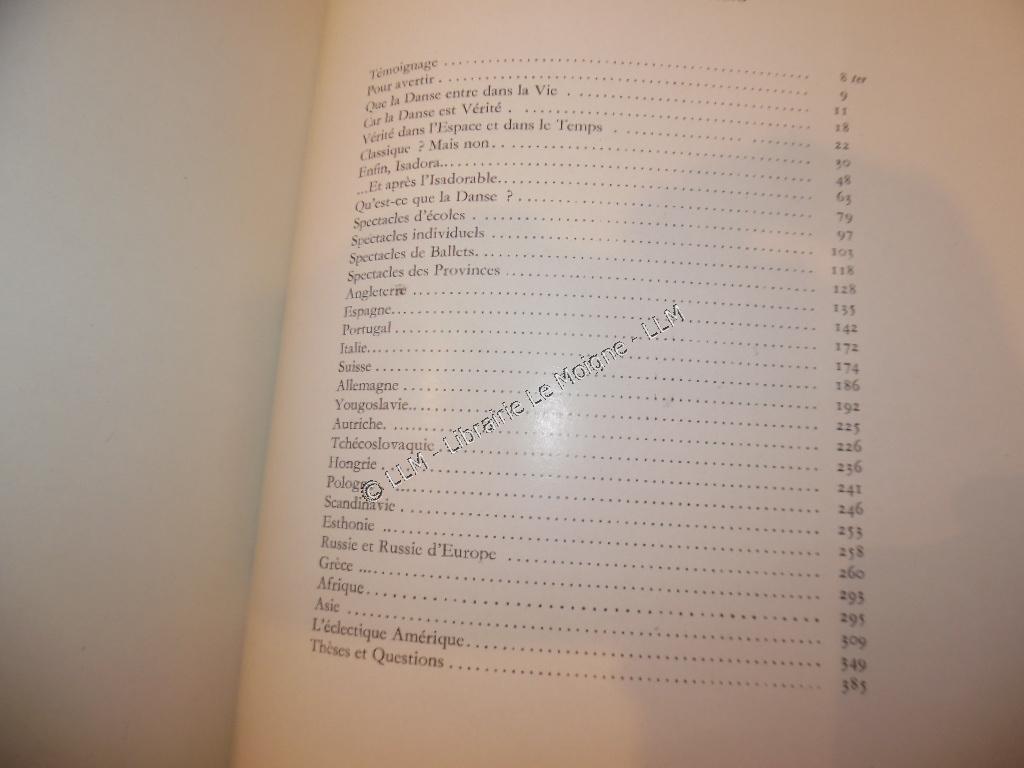 Témoignage 8 ter
Pour avertir 9
Que la Danse entre dans la Vie 11
Car la Danse est Vérité 18
Vérité dans l'Espace et dans le Temps 22
Classique ? Mais non 30
Enfin, Isadora... 48
...Et après l'Isadorable 63
Qu'est-ce que la Danse ? 79
Spectacles d'écoles 97
Spectacles individuels 103
Spectacles de Ballets 118
Spectacles des Provinces 128
Angleterre 135
Espagne 142
Portugal 172
Italie 174
Suisse 186
Allemagne 192
Yougoslavie 225
Autriche 226
Tchécoslovaquie 236
Hongrie 241
Pologne 246
Scandinavie 253
Esthonie 258
Russie et Russie d'Europe 260
Grèce 293
Afrique 295
Asie 309
L'éclectique Amérique 349
Thèses et Questions 385
© LLM - Librairie Le Moigne - LLM